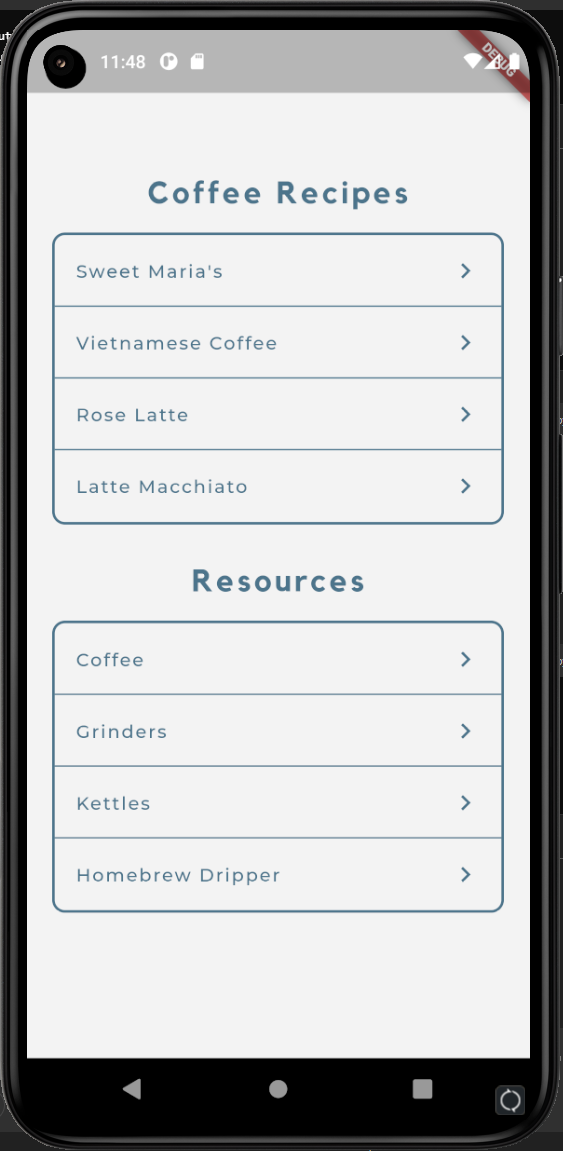 11:48
DEBUG
Coffee Recipes
Sweet Maria's
Vietnamese Coffee
Rose Latte
Latte Macchiato
Resources
Coffee
Grinders
Kettles
Homebrew Dripper